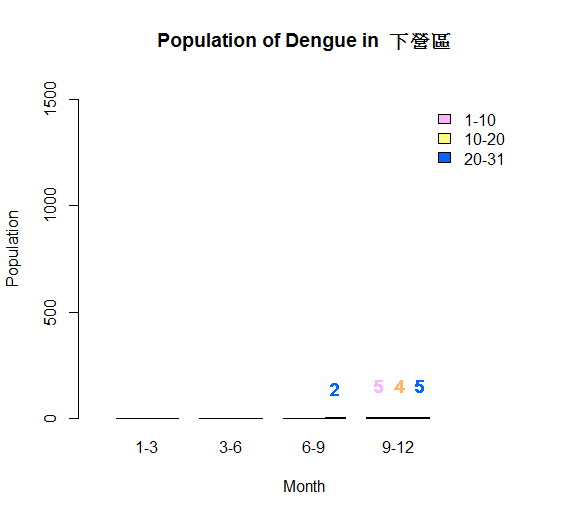 Population of Dengue in 下營區
1500
1000
500
0
Population
1-10
10-20
20-31
2
5 4 5
1-3 3-6 6-9 9-12
Month